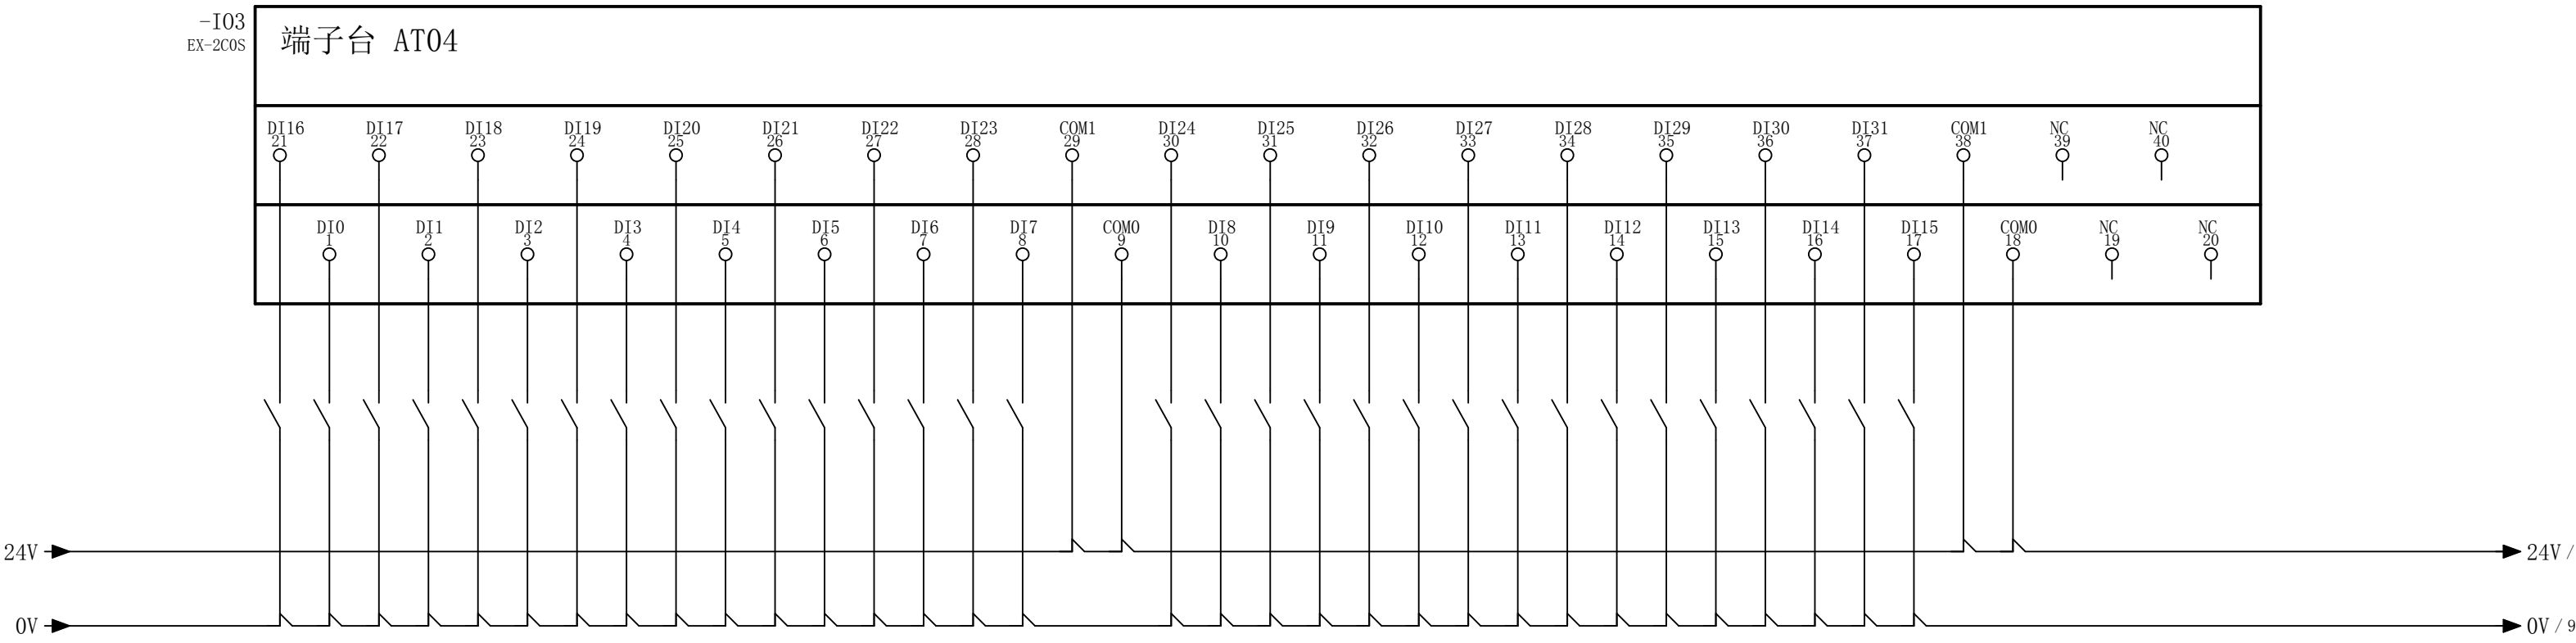 -IO3
EX-2COS
端子台 AT04
DI16 DI17 DI18 DI19 DI20 DI21 DI22 DI23 COM1 DI24 DI25 DI26 DI27 DI28 DI29 DI30 DI31 COM1 NC NC
21 22 23 24 25 26 27 28 29 30 31 32 33 34 35 36 37 38 39 40
DI0 DI1 DI2 DI3 DI4 DI5 DI6 DI7 COM0 DI8 DI9 DI10 DI11 DI12 DI13 DI14 DI15 COM0 NC NC
1 2 3 4 5 6 7 8 9 10 11 12 13 14 15 16 17 18 19 20
24V 24V /
0V 0V / 9